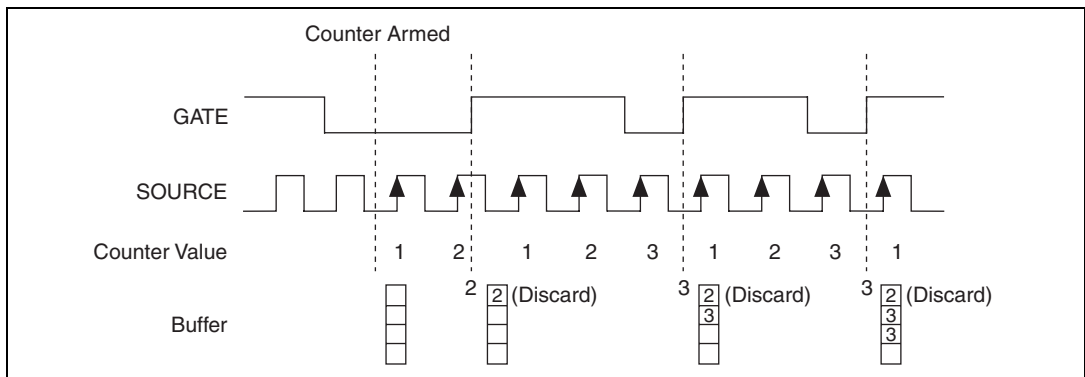 Counter Armed
GATE
SOURCE
Counter Value 1 2 1 2 3 1 2 3 1
2 2 (Discard) 3 2 (Discard) 3 2 (Discard)
3 3
Buffer 3